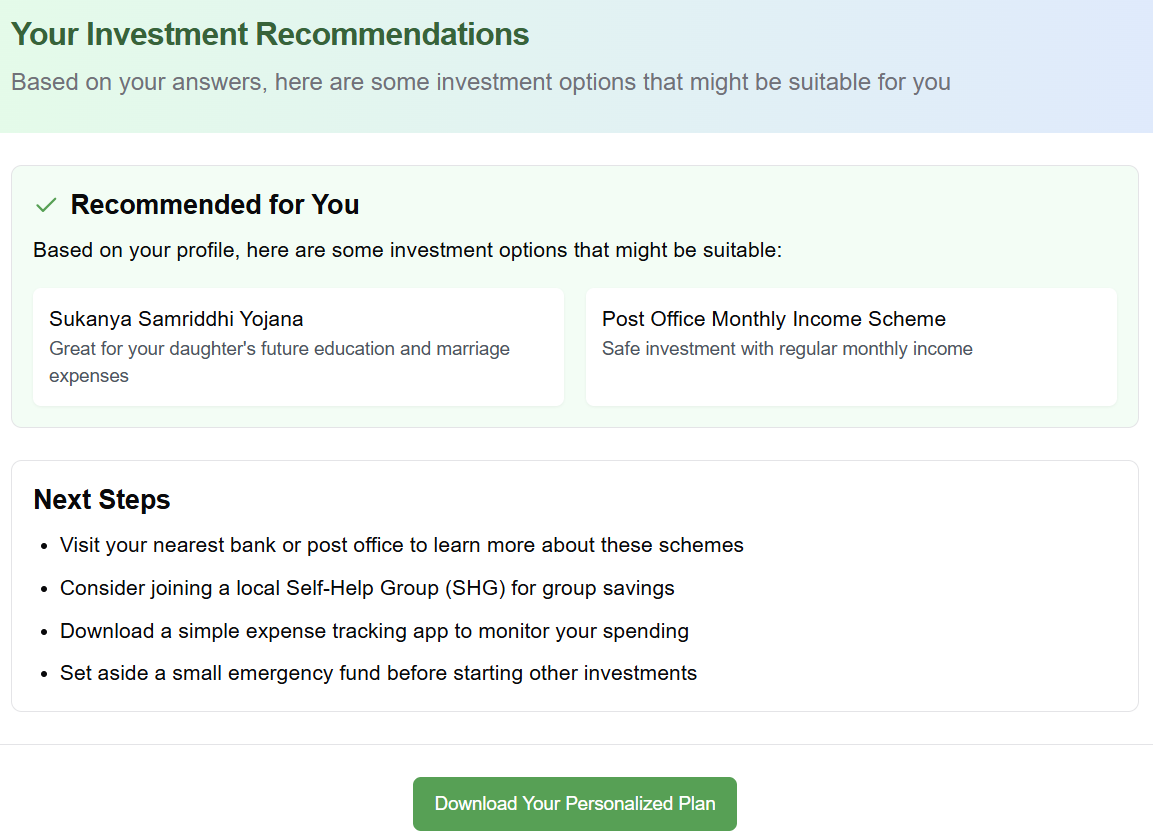 Your Investment Recommendations
Based on your answers, here are some investment options that might be suitable for you
Recommended for You
Based on your profile, here are some investment options that might be suitable:
Sukanya Samriddhi Yojana
Great for your daughter's future education and marriage
expenses
Post Office Monthly Income Scheme
Safe investment with regular monthly income
Next Steps
• Visit your nearest bank or post office to learn more about these schemes
• Consider joining a local Self-Help Group (SHG) for group savings
• Download a simple expense tracking app to monitor your spending
• Set aside a small emergency fund before starting other investments
Download Your Personalized Plan